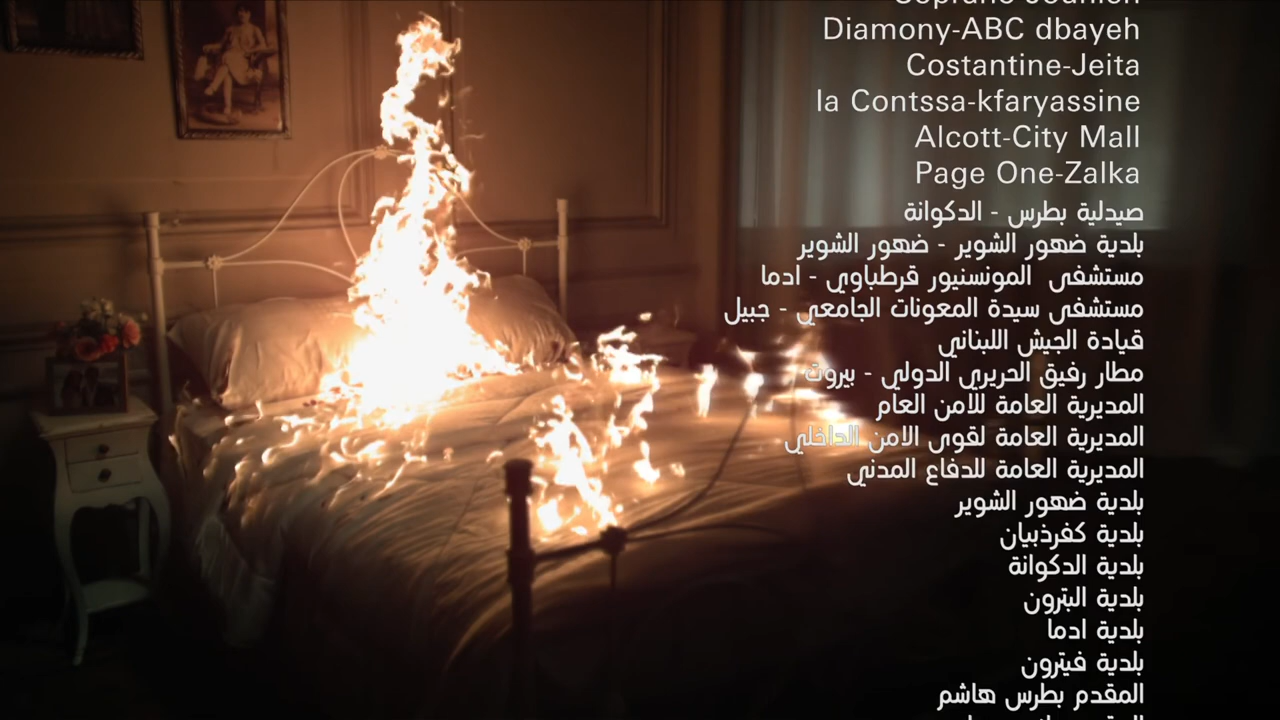 Diamony-ABC dbayeh
Costantine-Jeita
la Contssa-kfaryassine
Alcott-City Mall
Page One-Zalka
صيدلية بطرس - الدكوانة
بلدية ضهور الشوير - ضهور الشوير
مستشفى المونسنيور قرطباوي - ادما
مستشفى سيدة المعونات الجامعي - جبيل
قيادة الجيش اللبناني
مطار رفيق الحريري الدولي - بيروت
المديرية العامة للامن العام
المديرية العامة لقوى الامن الداخلي
المديرية العامة للدفاع المدني
بلدية ضهور الشوير
بلدية كفرذبيان
بلدية الدكوانة
بلدية البترون
بلدية ادما
بلدية فيترون
المقدم بطرس هاشم